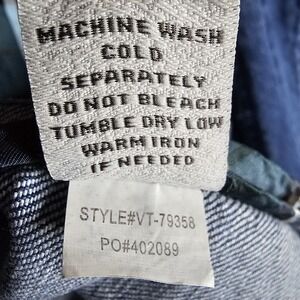 MACHINE WASH
COLD
SEPARATELY
DO NOT BLEACH
TUMBLE DRY LOW
WARM IRON
IF NEEDED
STYLE#VT-79358
PO#402089